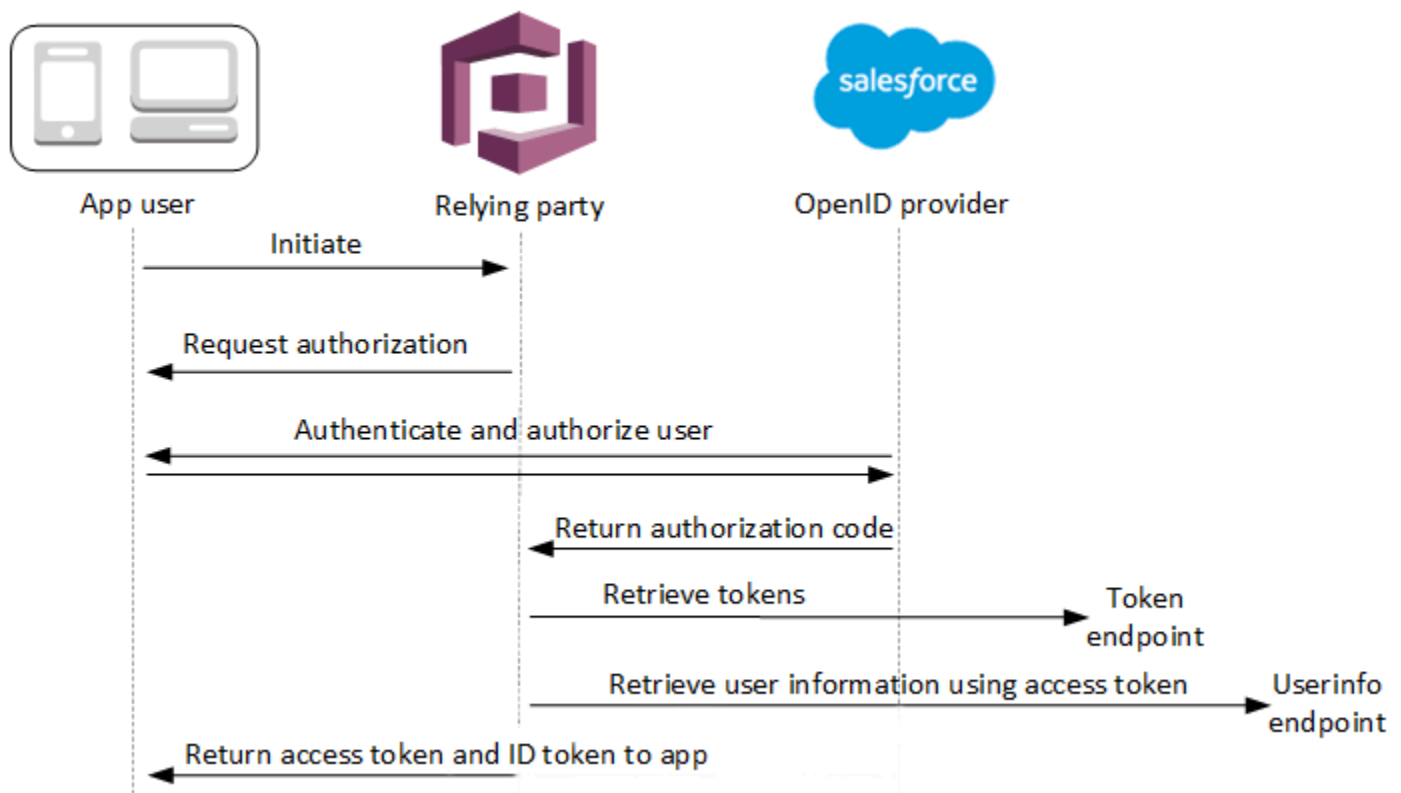 salesforce
App user
Relying party
OpenID provider
Initiate
Request authorization
Authenticate and authorize user
Return authorization code
Retrieve tokens
Token
endpoint
Retrieve user information using access token
Userinfo
endpoint
Return access token and ID token to app